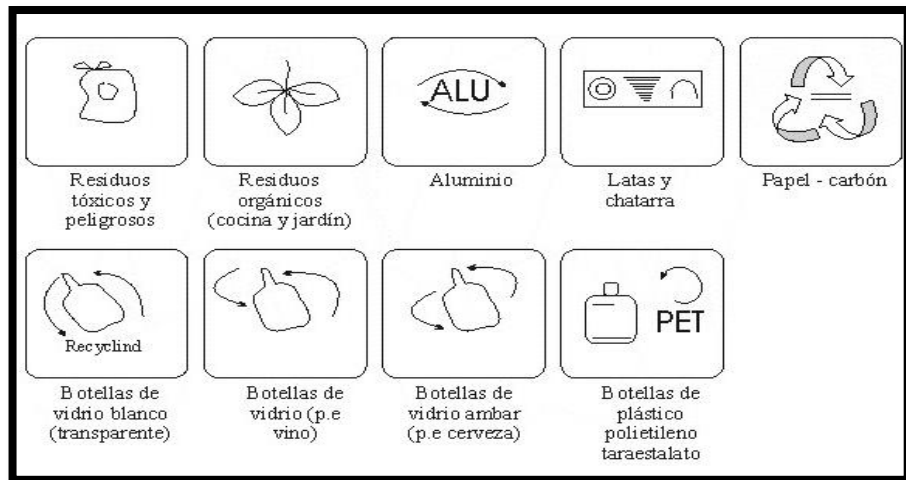 ALU
Residuos
tóxicos y
peligrosos
Residuos
orgánicos
(cocina y jardín)
Aluminio
Latas y
chatarra
Papel - carbón
Recyclind
PET
Botellas de
vidrio blanco
(transparente)
Botellas de
vidrio (p.e
vino)
Botellas de
vidrio ambar
(p.e cerveza)
Botellas de
plástico
polietileno
taraestalato